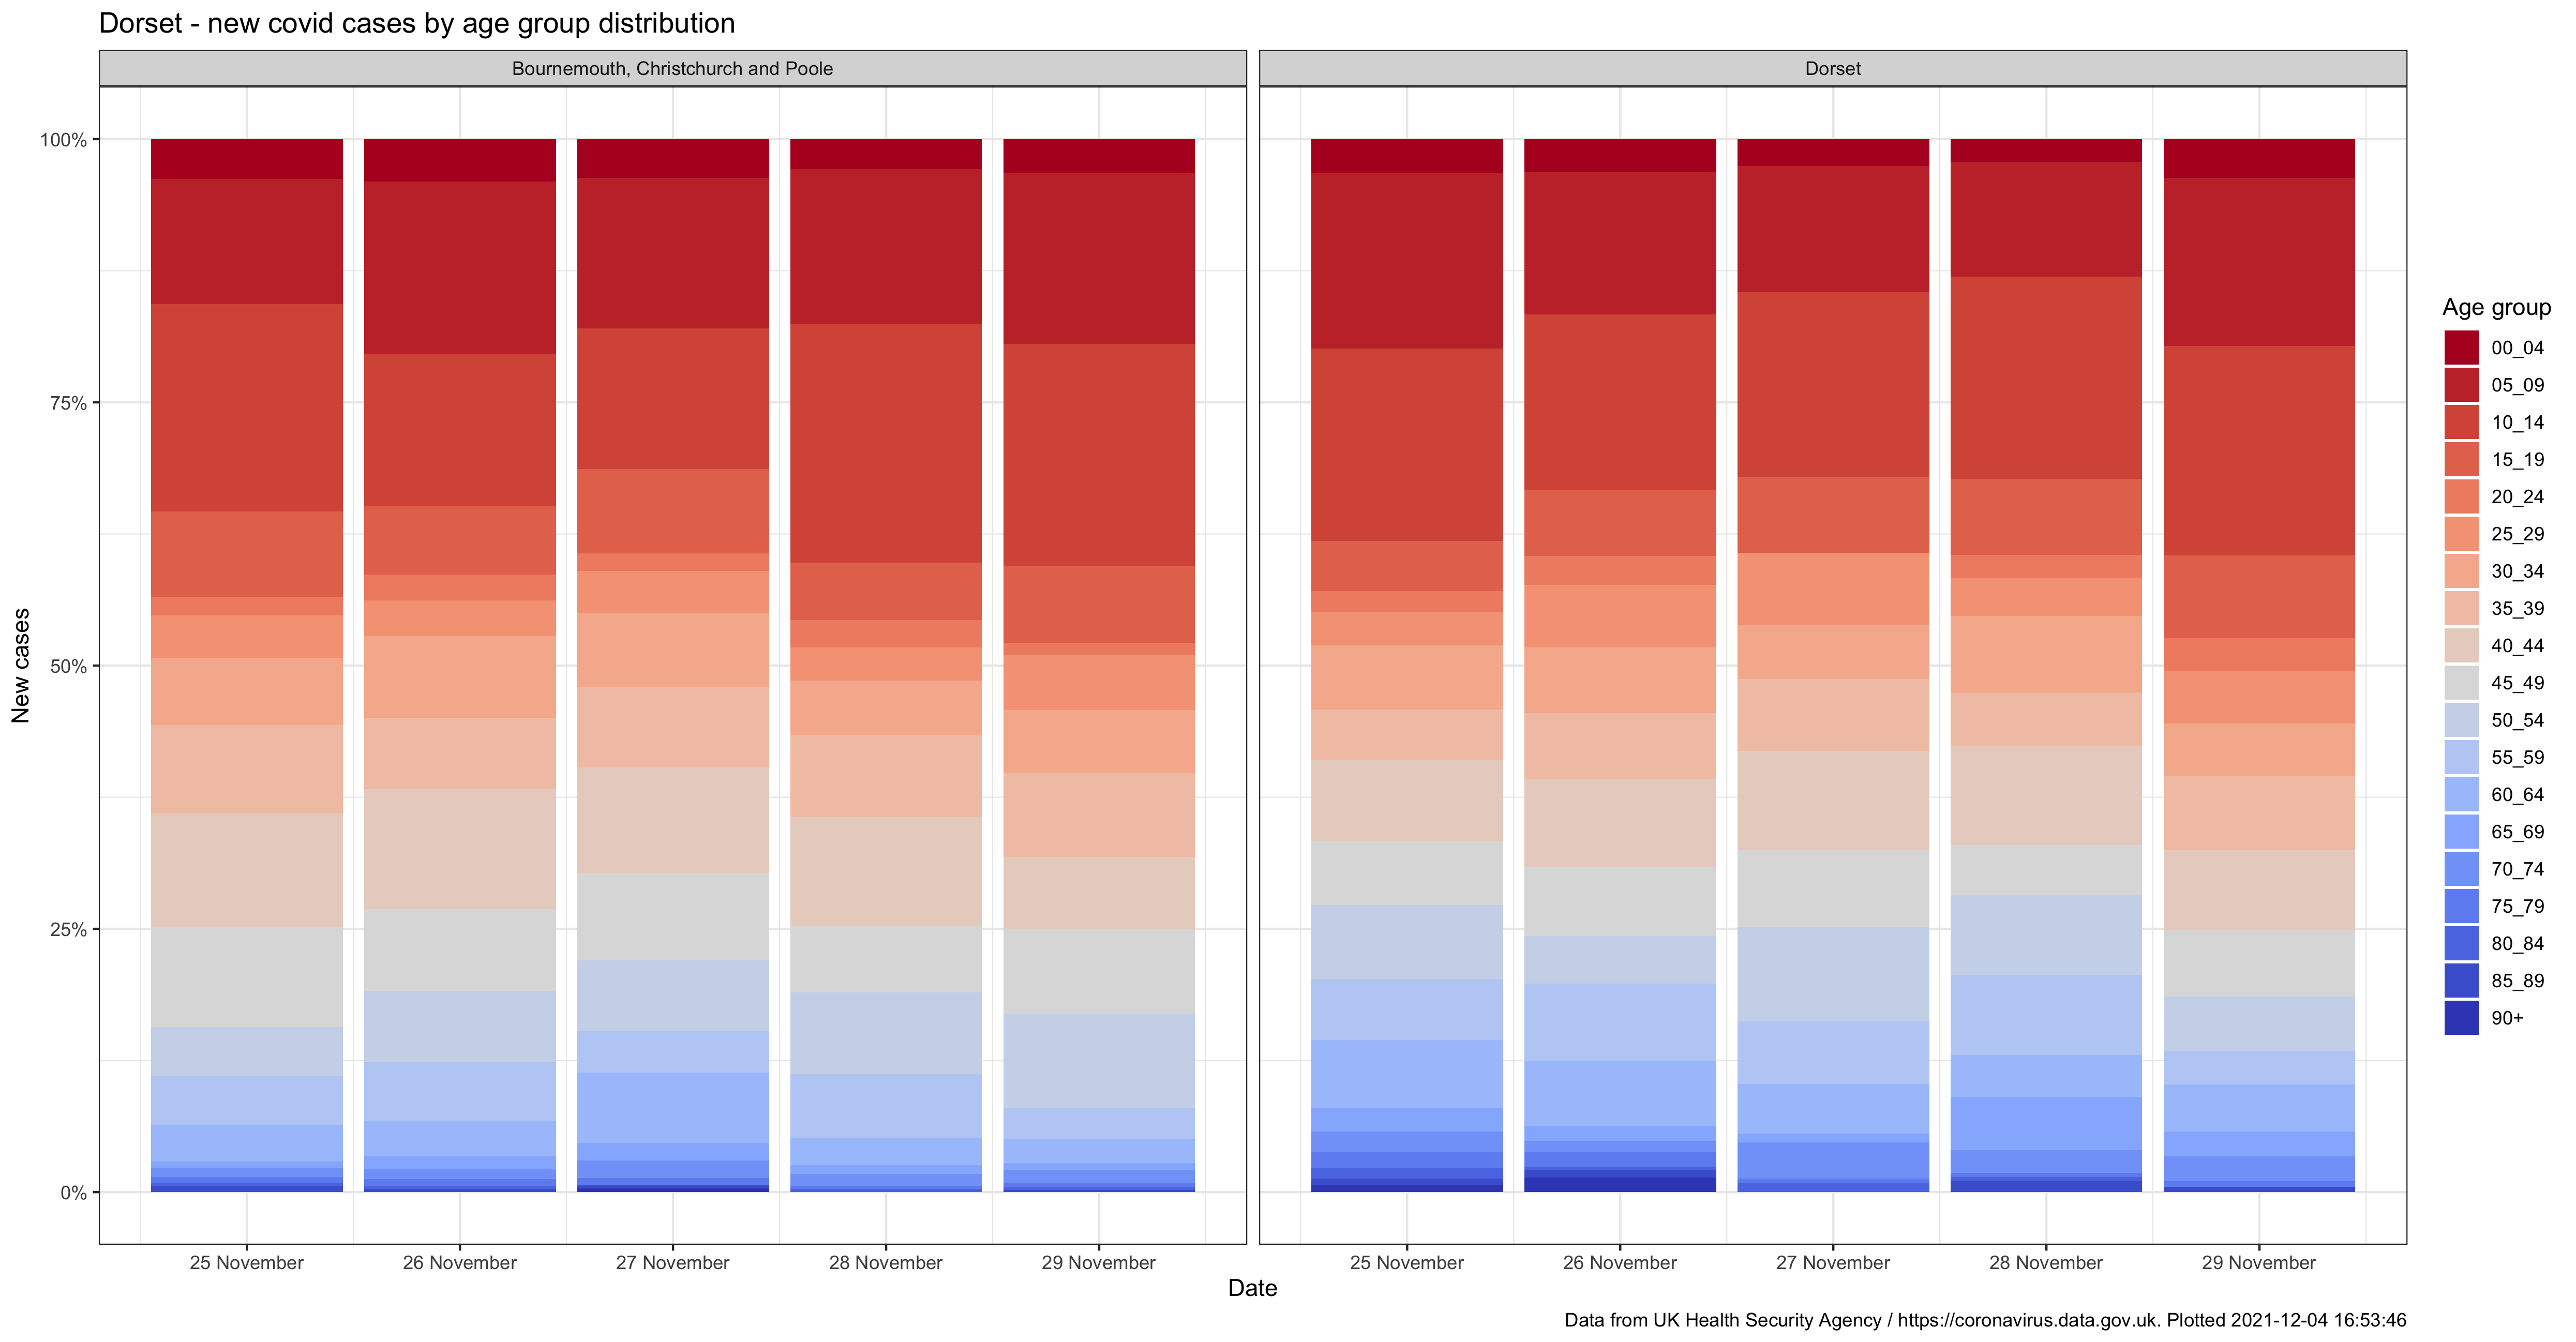 Dorset - new covid cases by age group distribution
Bournemouth, Christchurch and Poole
Dorset
100%
75%
50%
25%
0%
New cases
25 November
26 November
27 November
28 November
29 November
25 November
26 November
27 November
28 November
29 November
Date
Age group
00_04
05_09
10_14
15_19
20_24
25_29
30_34
35_39
40_44
45_49
50_54
55_59
60_64
65_69
70_74
75_79
80_84
85_89
90+
Data from UK Health Security Agency / https://coronavirus.data.gov.uk. Plotted 2021-12-04 16:53:46